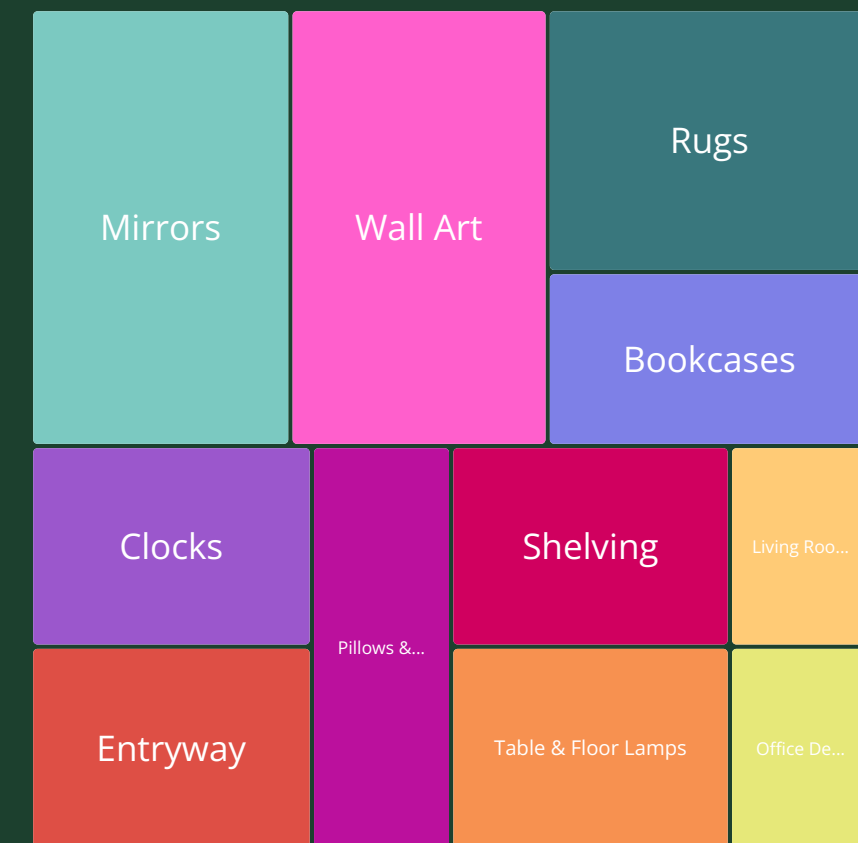 Mirrors
Wall Art
Rugs
Bookcases
Clocks
Shelving
Living Roo...
Pillows &...
Entryway
Table & Floor Lamps
Office De...